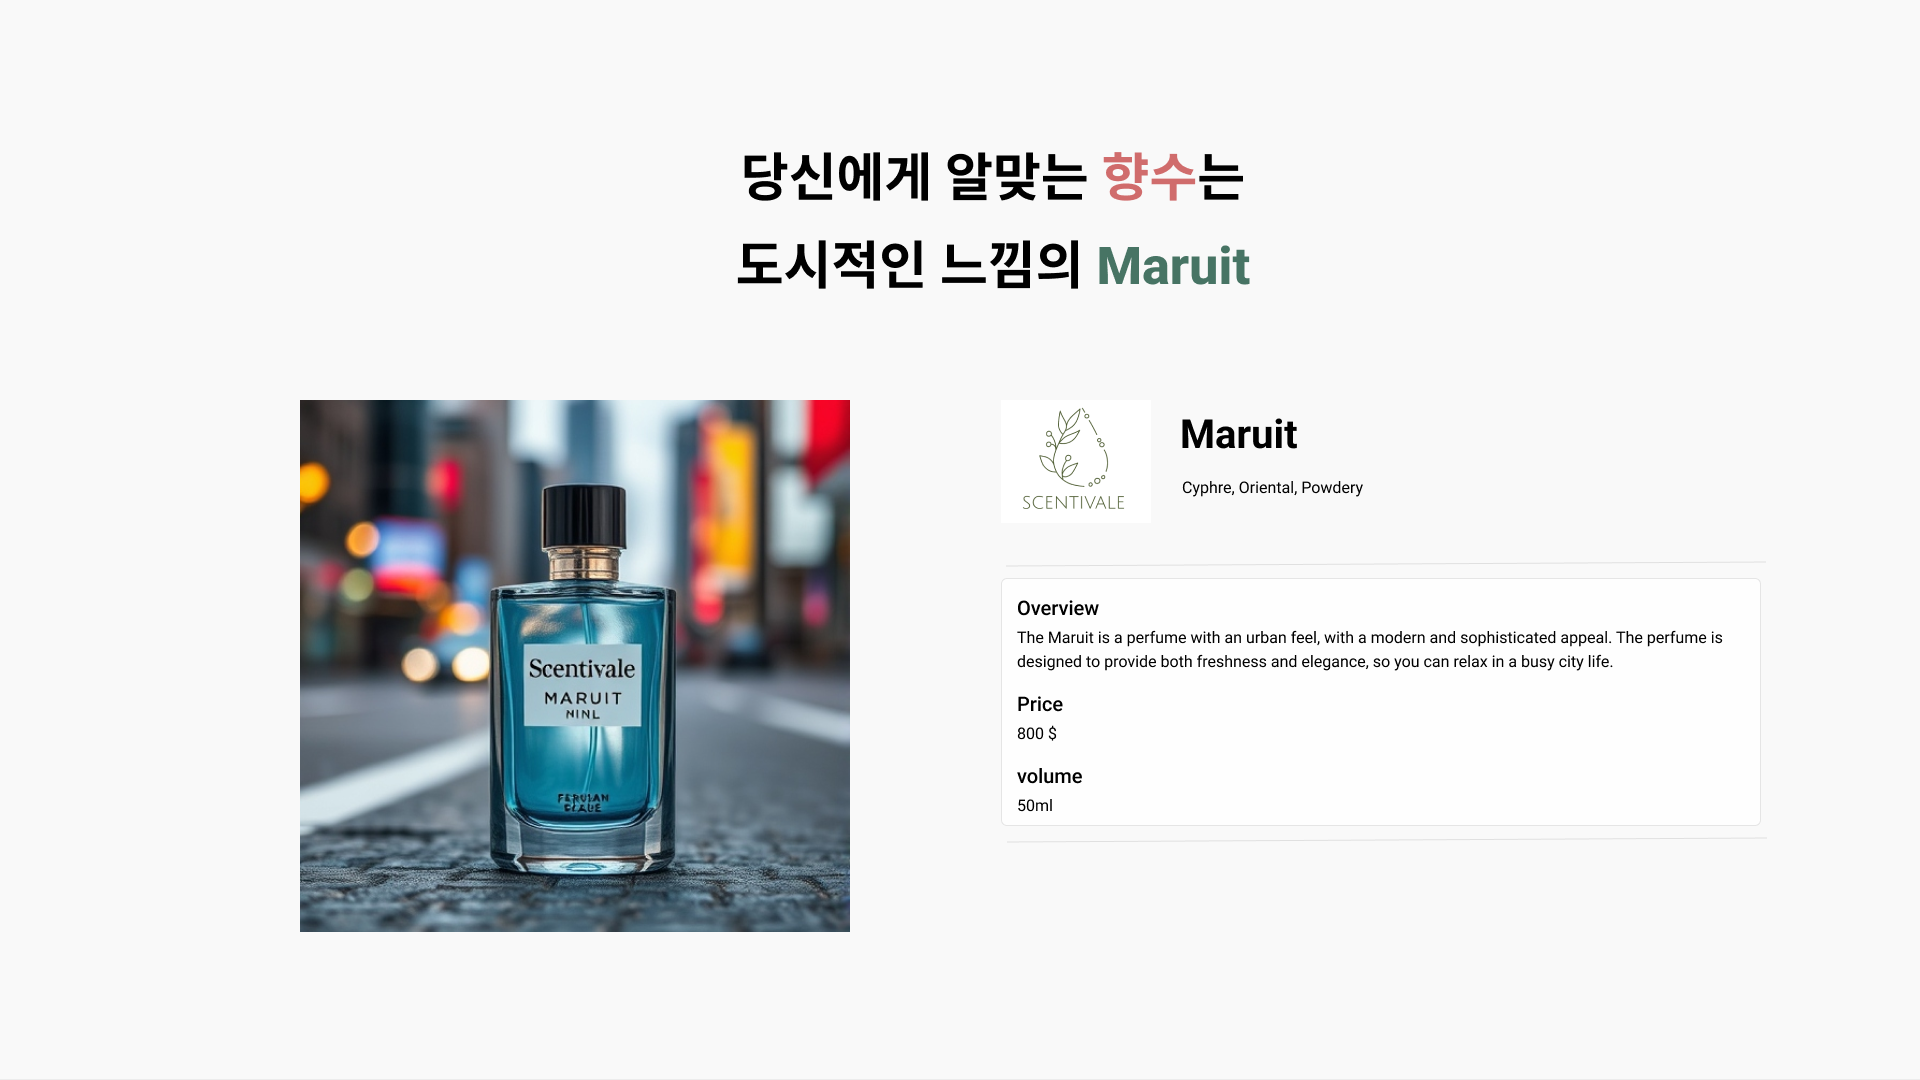 당신에게 알맞는 향수는
도시적인 느낌의 Maruit
Scentivale
MARUIT
NINL
SCENTIVALE
Maruit
Cyphre, Oriental, Powdery
Overview
The Maruit is a perfume with an urban feel, with a modern and sophisticated appeal. The perfume is
designed to provide both freshness and elegance, so you can relax in a busy city life.
Price
800 $
volume
50ml